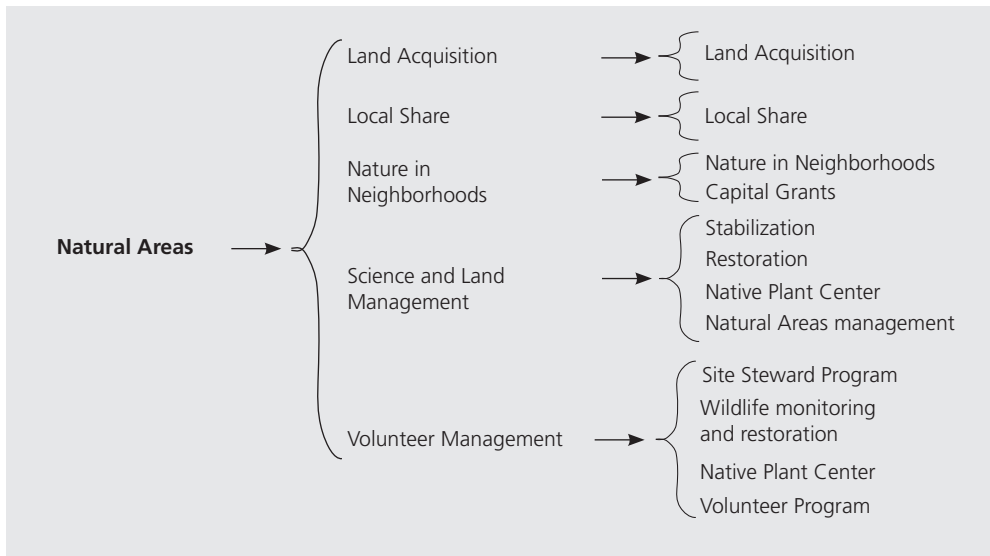 Natural Areas
Land Acquisition
Land Acquisition
Local Share
Local Share
Nature in
Neighborhoods
Nature in Neighborhoods
Capital Grants
Science and Land
Management
Stabilization
Restoration
Native Plant Center
Natural Areas management
Volunteer Management
Site Steward Program
Wildlife monitoring
and restoration
Native Plant Center
Volunteer Program